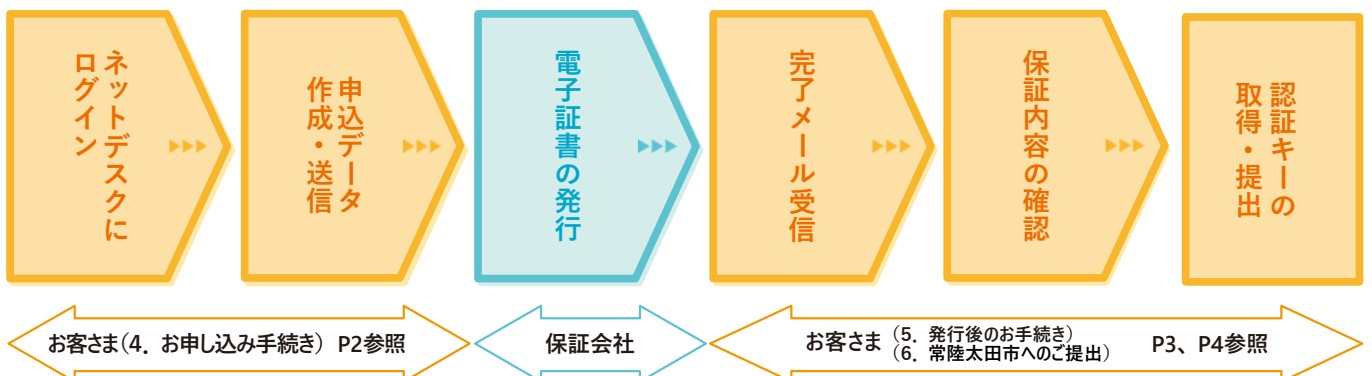 ネットデスクに
ログイン
申込データ
作成・送信
電子証書の発行
完了メール受信
保証内容の確認
認証キーの
取得・提出
お客さま（4．お申し込み手続き） P2参照
保証会社
お客さま（5．発行後のお手続き）
（6．常陸太田市へのご提出） P3、P4参照